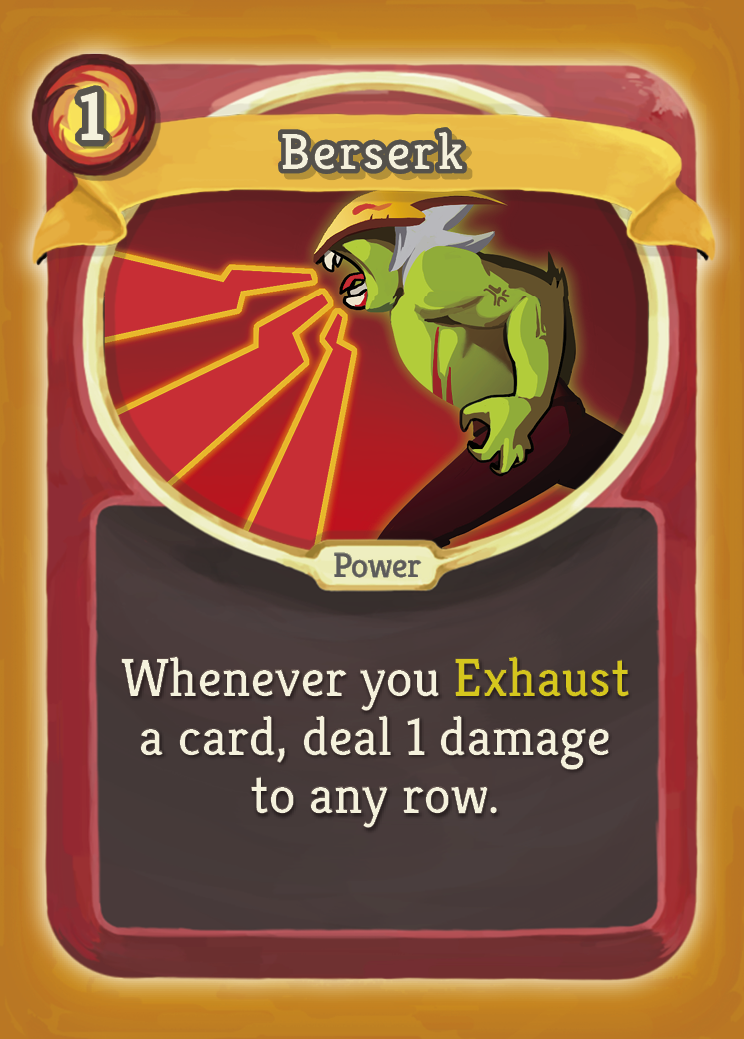 1
Berserk
Power
Whenever you Exhaust
a card, deal 1 damage
to any row.